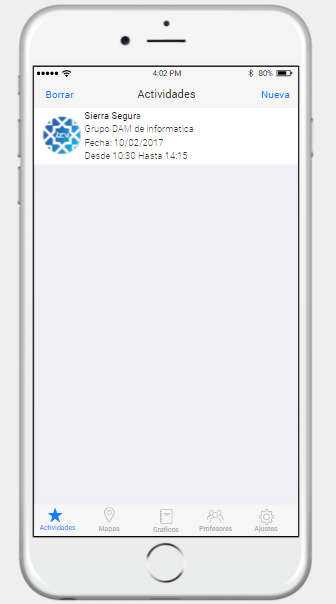 4:02 PM 80%
Borrar Actividades Nueva
Sierra Segura
Grupo DAM de informatica
Fecha: 10/02/2017
Desde 10:30 Hasta 14:15
Actividades Mapas Graficos Profesores Ajustes